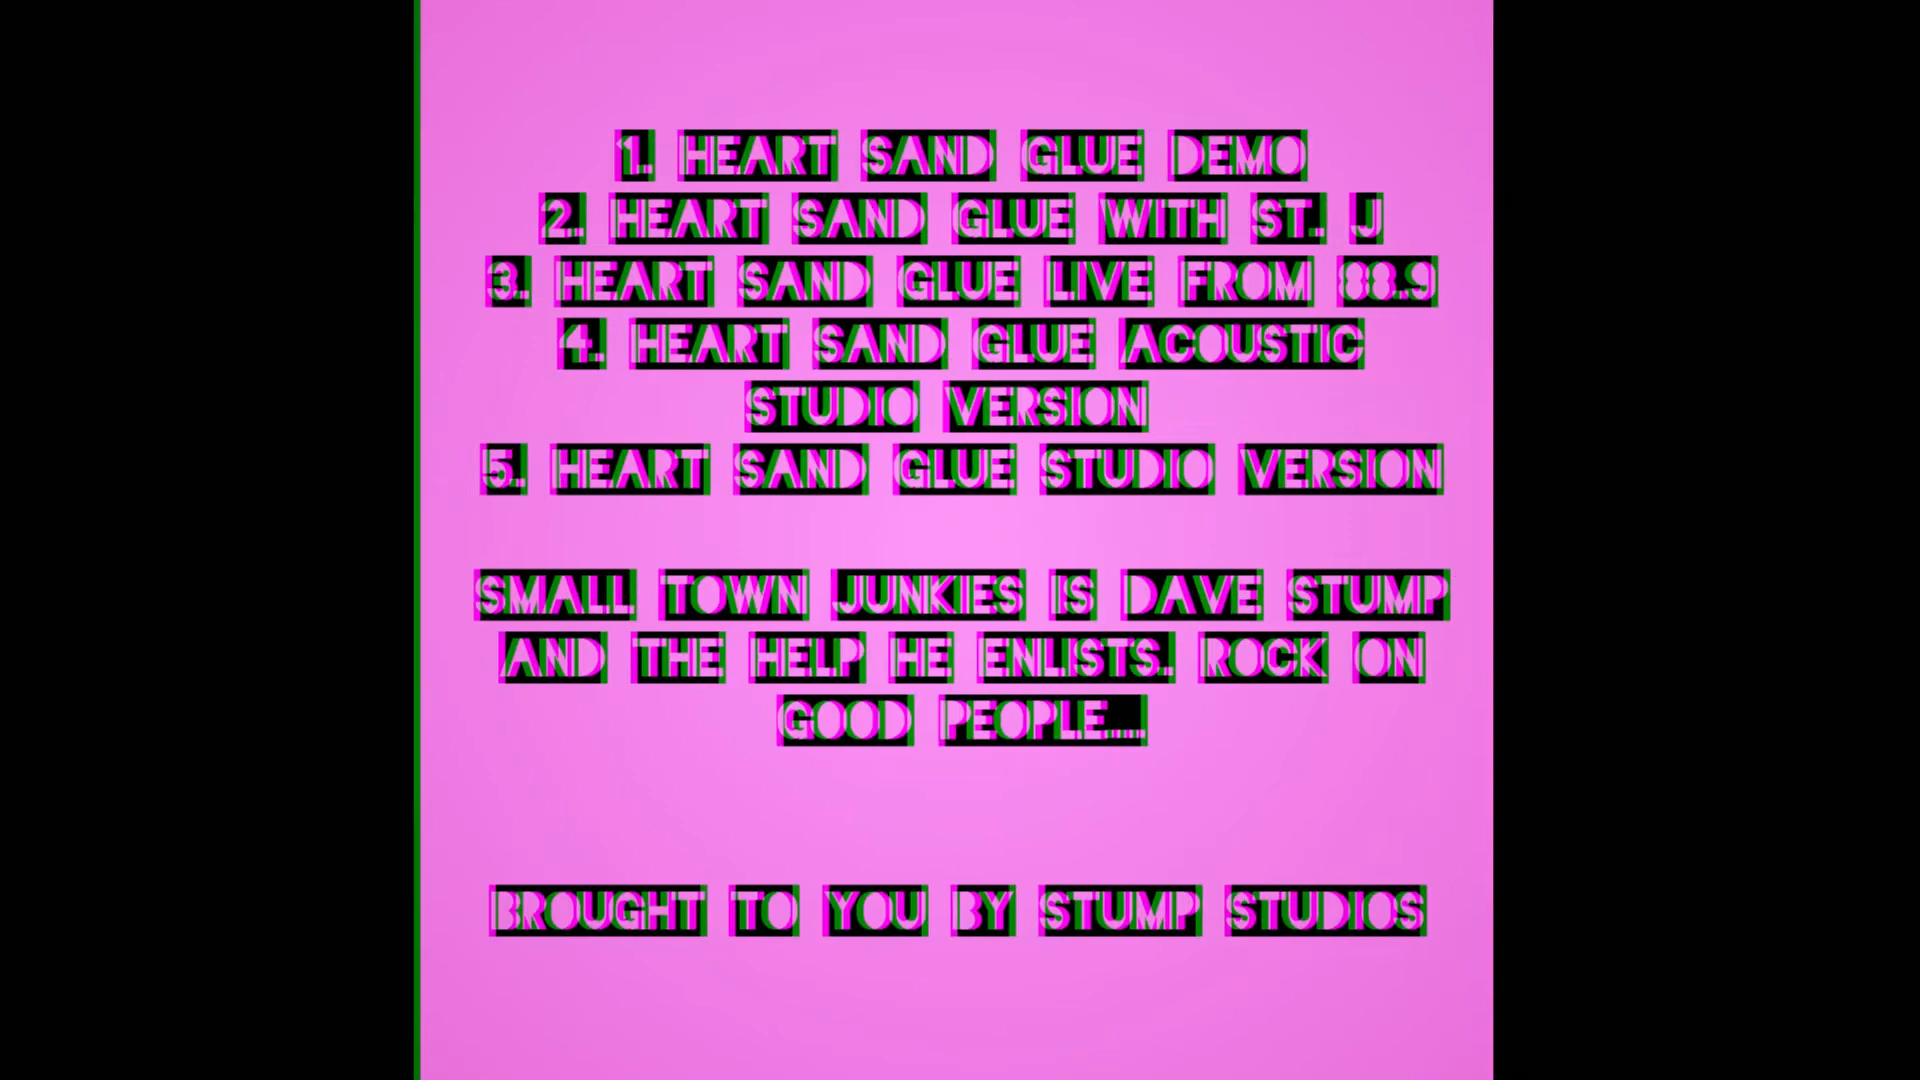 1. HEART SAND GLUE DEMO
2. HEART SAND GLUE WITH ST. J
3. HEART SAND GLUE LIVE FROM 88.9
4. HEART SAND GLUE ACOUSTIC
STUDIO VERSION
5. HEART SAND GLUE STUDIO VERSION
SMALL TOWN JUNKIES IS DAVE STUMP
AND THE HELP HE ENLISTS. ROCK ON
GOOD PEOPLE....
BROUGHT TO YOU BY STUMP STUDIOS